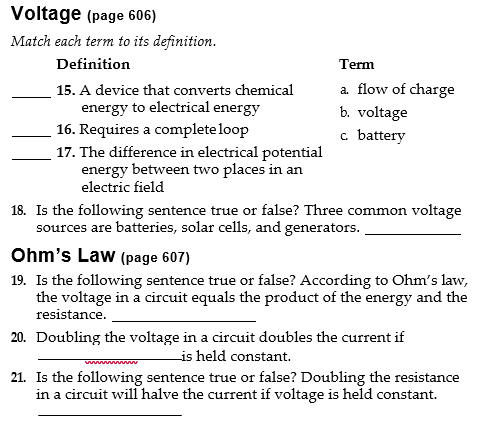 Voltage (page 606)
Match each term to its definition.
Definition Term
_____ 15. A device that converts chemical a. flow of charge
energy to electrical energy b. voltage
_____ 16. Requires a complete loop c. battery
_____ 17. The difference in electrical potential
energy between two places in an
electric field
18. Is the following sentence true or false? Three common voltage
sources are batteries, solar cells, and generators. ____________
Ohm's Law (page 607)
19. Is the following sentence true or false? According to Ohm's law,
the voltage in a circuit equals the product of the energy and the
resistance. __________________
20. Doubling the voltage in a circuit doubles the current if
__________________is held constant.
21. Is the following sentence true or false? Doubling the resistance
in a circuit will halve the current if voltage is held constant.
__________________